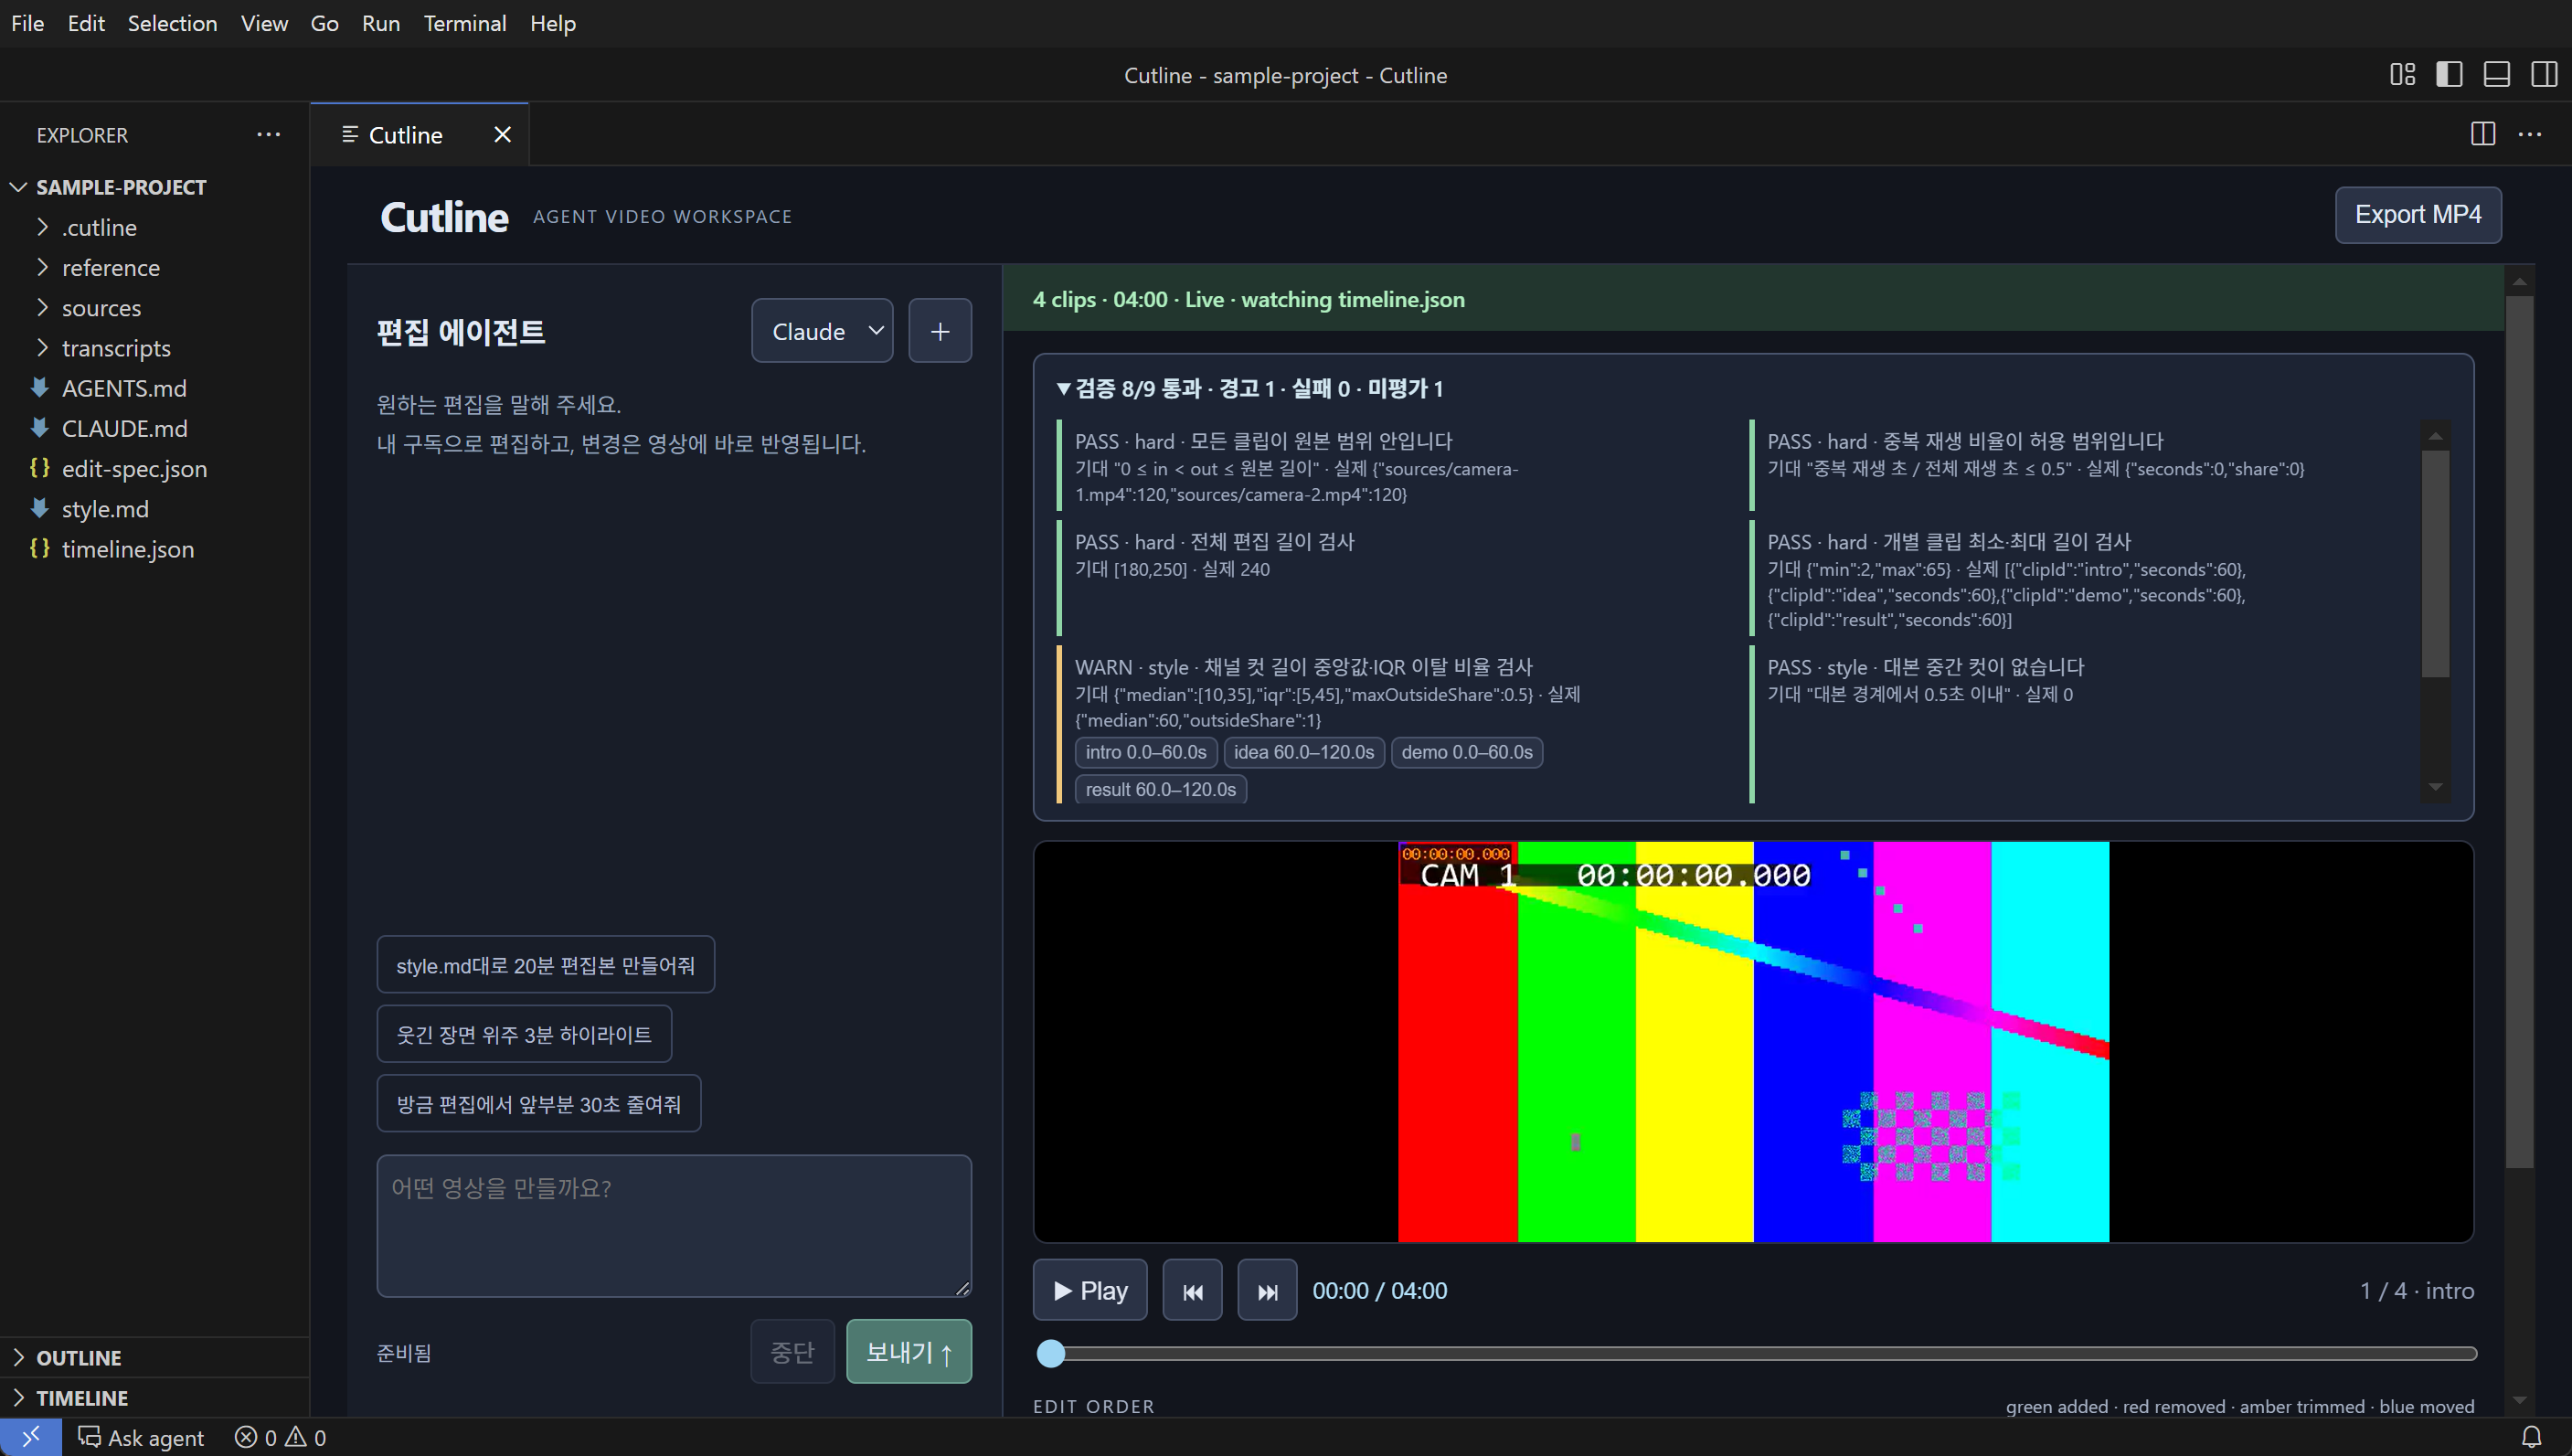 File Edit Selection View Go Run Terminal Help
Cutline - sample-project - Cutline
EXPLORER
SAMPLE-PROJECT
.cutline
reference
sources
transcripts
AGENTS.md
CLAUDE.md
edit-spec.json
style.md
timeline.json
OUTLINE
TIMELINE
Cutline
Cutline AGENT VIDEO WORKSPACE
Export MP4
편집 에이전트
Claude
+
원하는 편집을 말해 주세요.
내 구독으로 편집하고, 변경은 영상에 바로 반영됩니다.
style.md대로 20분 편집본 만들어줘
웃긴 장면 위주 3분 하이라이트
방금 편집에서 앞부분 30초 줄여줘
어떤 영상을 만들까요?
준비됨
중단
보내기 ↑
4 clips · 04:00 · Live · watching timeline.json
▼검증 8/9 통과 · 경고 1 · 실패 0 · 미평가 1
PASS · hard · 모든 클립이 원본 범위 안입니다
기대 "0 ≤ in < out ≤ 원본 길이" · 실제 {"sources/camera-
1.mp4":120,"sources/camera-2.mp4":120}
PASS · hard · 중복 재생 비율이 허용 범위입니다
기대 "중복 재생 초 / 전체 재생 초 ≤ 0.5" · 실제 {"seconds":0,"share":0}
PASS · hard · 전체 편집 길이 검사
기대 [180,250] · 실제 240
PASS · hard · 개별 클립 최소·최대 길이 검사
기대 {"min":2,"max":65} · 실제 [{"clipId":"intro","seconds":60},
{"clipId":"idea","seconds":60},{"clipId":"demo","seconds":60},
{"clipId":"result","seconds":60}]
WARN · style · 채널 컷 길이 중앙값·IQR 이탈 비율 검사
기대 {"median":[10,35],"iqr":[5,45],"maxOutsideShare":0.5} · 실제
{"median":60,"outsideShare":1}
intro 0.0–60.0s idea 60.0–120.0s demo 0.0–60.0s
result 60.0–120.0s
PASS · style · 대본 중간 컷이 없습니다
기대 "대본 경계에서 0.5초 이내" · 실제 0
00:00:00.000
CAM 1 00:00:00.000
▶ Play
00:00 / 04:00
1 / 4 · intro
EDIT ORDER
green added · red removed · amber trimmed · blue moved
Ask agent 0 0